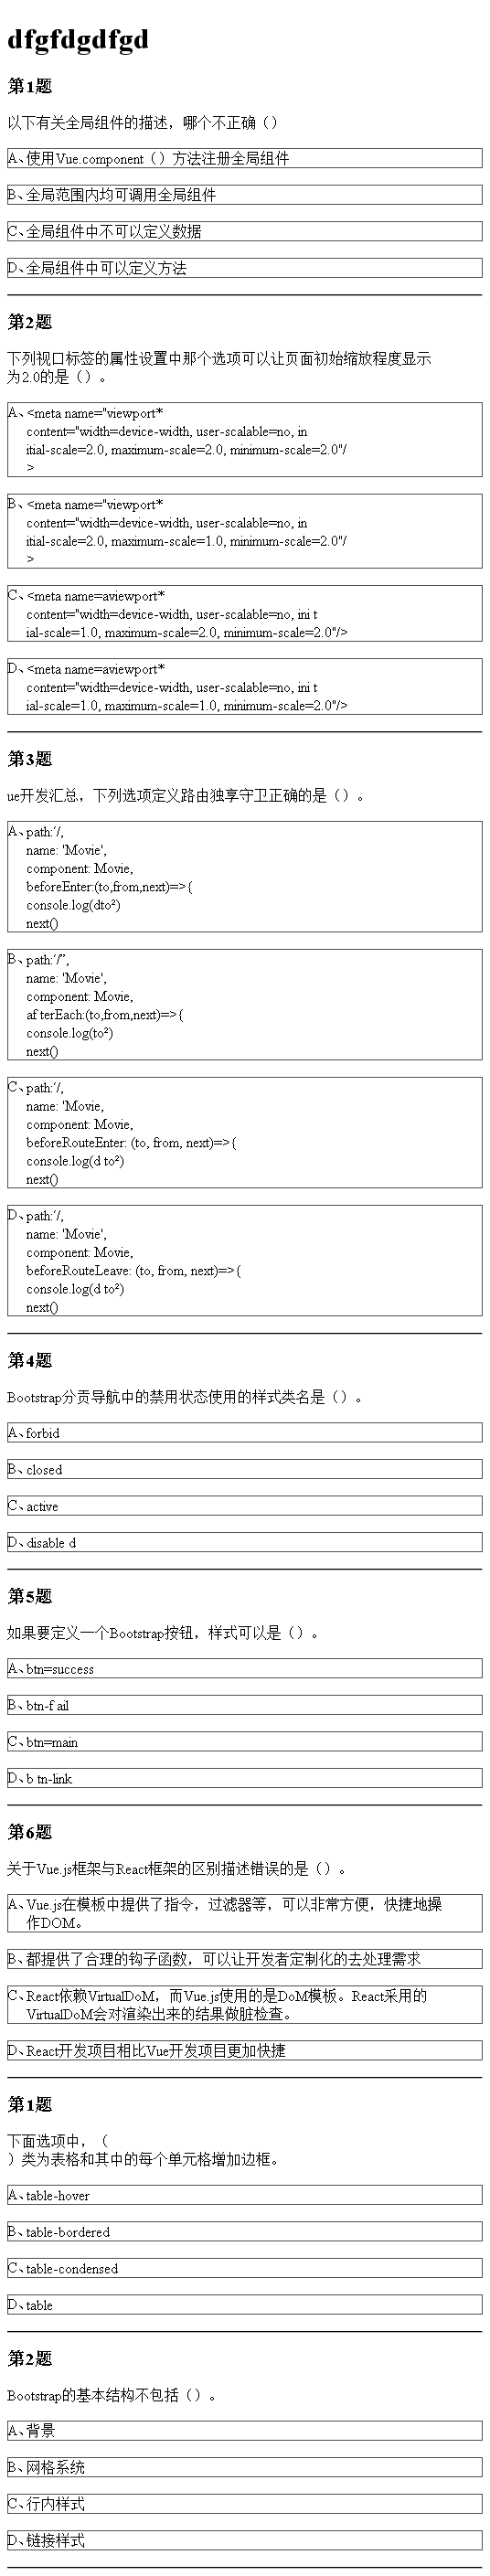 dfgfdgdfgd
第1题
以下有关全局组件的描述，哪个不正确（）
A、使用Vue.component（）方法注册全局组件
B、全局范围内均可调用全局组件
C、全局组件中不可以定义数据
D、全局组件中可以定义方法
第2题
下列视口标签的属性设置中那个选项可以让页面初始缩放程度显示
为2.0的是（）。
A、<meta name="viewport*
content="width=device-width, user-scalable=no, in
itial-scale=2.0, maximum-scale=2.0, minimum-scale=2.0"/
>
B、<meta name="viewport*
content="width=device-width, user-scalable=no, in
itial-scale=2.0, maximum-scale=1.0, minimum-scale=2.0"/
>
C、<meta name=aviewport*
content="width=device-width, user-scalable=no, ini t
ial-scale=1.0, maximum-scale=2.0, minimum-scale=2.0"/>
D、<meta name=aviewport*
content="width=device-width, user-scalable=no, ini t
ial-scale=1.0, maximum-scale=1.0, minimum-scale=2.0"/>
第3题
ue开发汇总，下列选项定义路由独享守卫正确的是（）。
A、path:‘/,
name: 'Movie',
component: Movie,
beforeEnter:(to,from,next)=>{
console.log(dto²)
next()
B、path:‘/”,
name: 'Movie',
component: Movie,
af terEach:(to,from,next)=>{
console.log(to²)
next()
C、path:‘/,
name: 'Movie,
component: Movie,
beforeRouteEnter: (to, from, next)=>{
console.log(d to²)
next()
D、path:‘/,
name: 'Movie',
component: Movie,
beforeRouteLeave: (to, from, next)=>{
console.log(d to²)
next()
第4题
Bootstrap分贡导航中的禁用状态使用的样式类名是（）。
A、forbid
B、closed
C、active
D、disable d
第5题
如果要定义一个Bootstrap按钮，样式可以是（）。
A、btn=success
B、btn-f ail
C、btn=main
D、b tn-link
第6题
关于Vue.js框架与React框架的区别描述错误的是（）。
A、Vue.js在模板中提供了指令，过滤器等，可以非常方便，快捷地操
作DOM。
B、都提供了合理的钩子函数，可以让开发者定制化的去处理需求
C、React依赖VirtualDoM，而Vue.js使用的是DoM模板。React采用的
VirtualDoM会对渲染出来的结果做脏检查。
D、React开发项目相比Vue开发项目更加快捷
第1题
下面选项中，（
）类为表格和其中的每个单元格增加边框。
A、table-hover
B、table-bordered
C、table-condensed
D、table
第2题
Bootstrap的基本结构不包括（）。
A、背景
B、网格系统
C、行内样式
D、链接样式